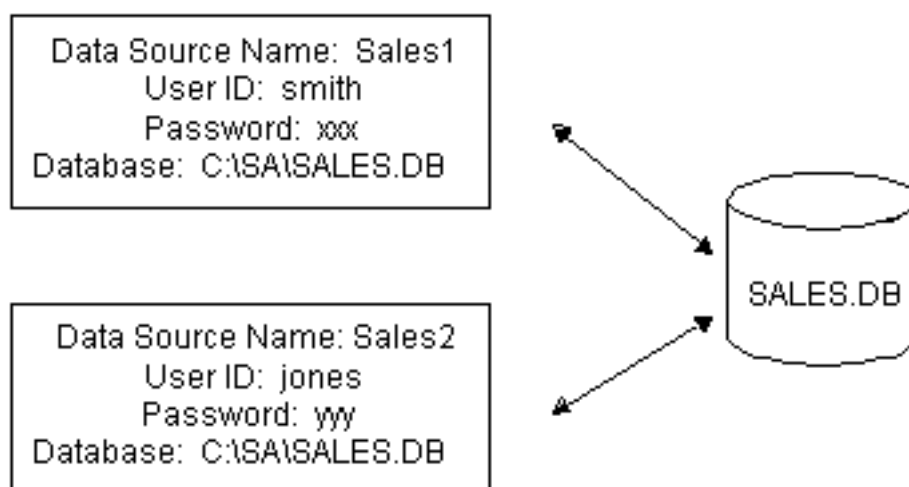 Data Source Name: Sales1
User ID: smith
Password: xxx
Database: C:\SA\SALES.DB
SALES.DB
Data Source Name: Sales2
User ID: jones
Password: yyy
Database: C:\SA\SALES.DB